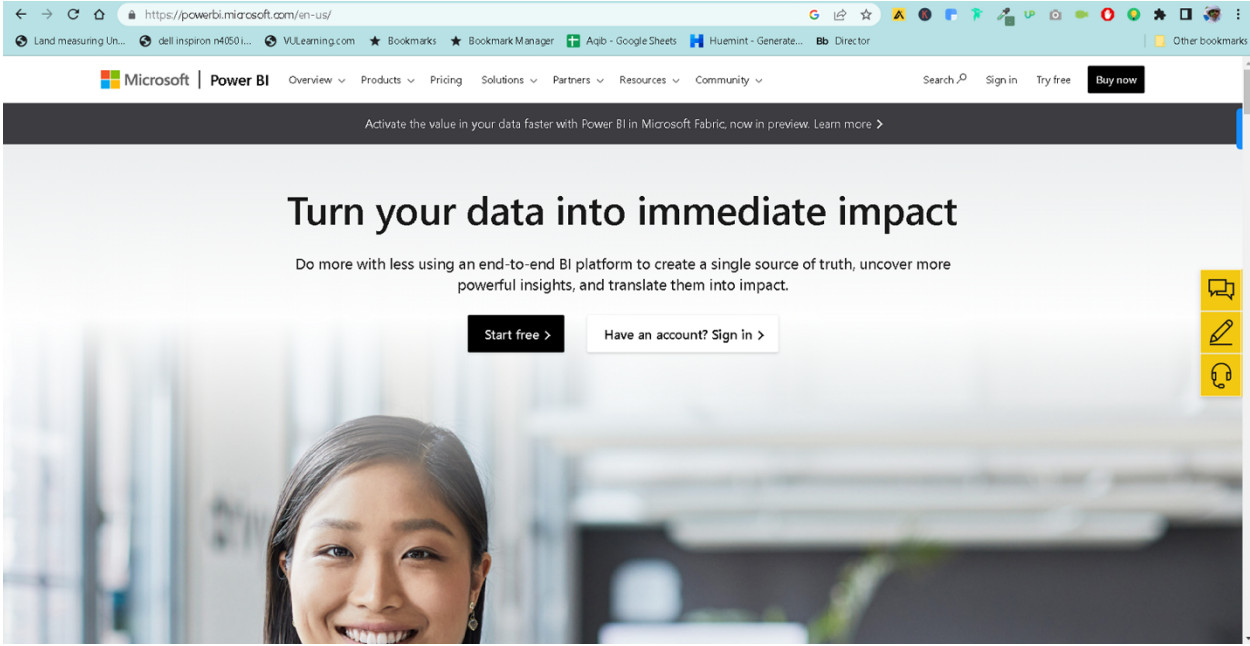 https://powerbi.microsoft.com/en-us/
Land measuring Un... dell inspiron n4050 i... VULearning.com Bookmarks Bookmark Manager Aqib - Google Sheets Huemint - Generate... Bb Director Other bookmarks
Microsoft | Power BI Overview Products Pricing Solutions Partners Resources Community Search Sign in Try free Buy now
Activate the value in your data faster with Power BI in Microsoft Fabric, now in preview. Learn more >
Turn your data into immediate impact
Do more with less using an end-to-end BI platform to create a single source of truth, uncover more
powerful insights, and translate them into impact.
Start free > Have an account? Sign in >